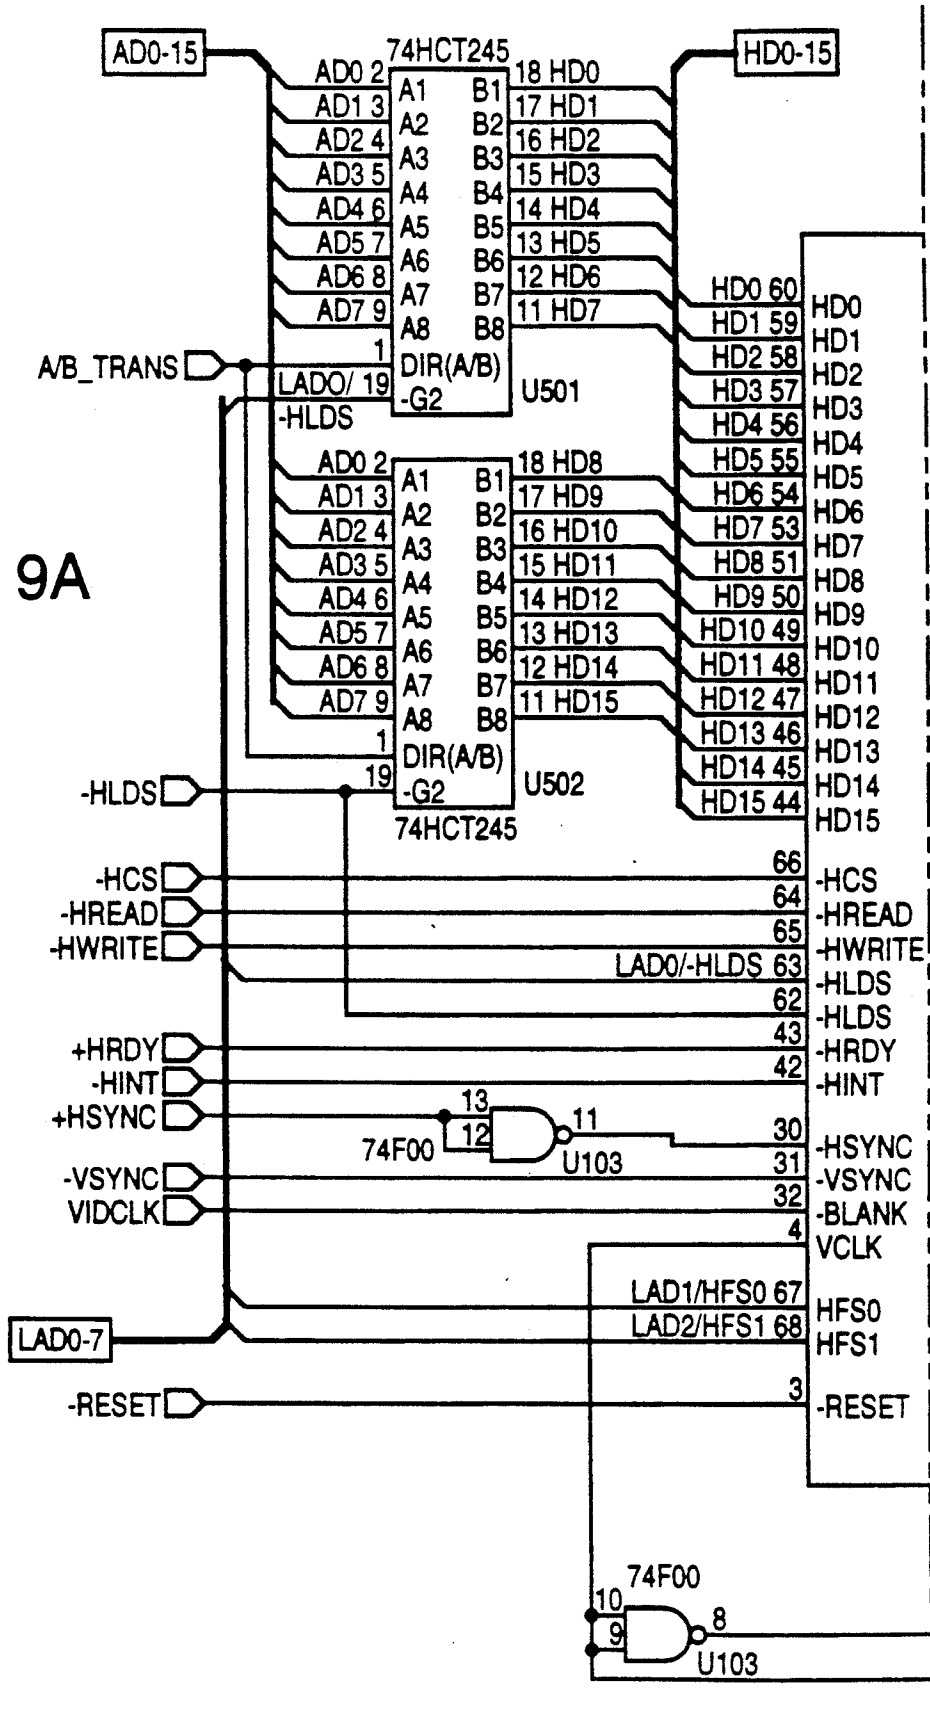 AD0-15
74HCT245
HD0-15
AD0 2 A1 B1 18 HD0
AD1 3 A2 B2 17 HD1
AD2 4 A3 B3 16 HD2
AD3 5 A4 B4 15 HD3
AD4 6 A5 B5 14 HD4
AD5 7 A6 B6 13 HD5
AD6 8 A7 B7 12 HD6
AD7 9 A8 B8 11 HD7
A/B_TRANS 1 DIR(A/B)
LADO/ 19 -G2 U501
-HLDS
AD0 2 A1 B1 18 HD8
AD1 3 A2 B2 17 HD9
AD2 4 A3 B3 16 HD10
AD3 5 A4 B4 15 HD11
AD4 6 A5 B5 14 HD12
AD5 7 A6 B6 13 HD13
AD6 8 A7 B7 12 HD14
AD7 9 A8 B8 11 HD15
1 DIR(A/B)
-HLDS 19 -G2 U502
74HCT245
9A
HD0 60 HD0
HD1 59 HD1
HD2 58 HD2
HD3 57 HD3
HD4 56 HD4
HD5 55 HD5
HD6 54 HD6
HD7 53 HD7
HD8 51 HD8
HD9 50 HD9
HD10 49 HD10
HD11 48 HD11
HD12 47 HD12
HD13 46 HD13
HD14 45 HD14
HD15 44 HD15
-HCS 66 -HCS
-HREAD 64 -HREAD
-HWRITE 65 -HWRITE
LAD0/-HLDS 63 -HLDS
62 -HLDS
+HRDY 43 -HRDY
-HINT 42 -HINT
+HSYNC 13 11
12
74F00 U103
30 -HSYNC
-VSYNC 31 -VSYNC
VIDCLK 32 -BLANK
4 VCLK
LAD1/HFS0 67 HFS0
LAD0-7 LAD2/HFS1 68 HFS1
-RESET 3 -RESET
74F00
10 8
9
U103